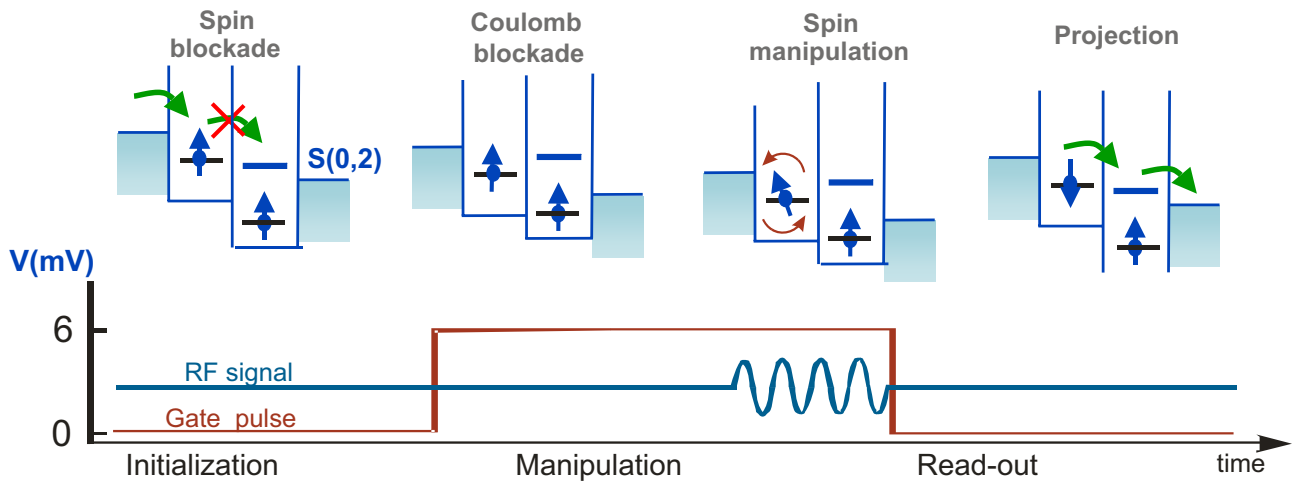 Spin
blockade
Coulomb
blockade
Spin
manipulation
Projection
S(0,2)
V(mV)
6
RF signal
Gate pulse
0
Initialization
Manipulation
Read-out
time